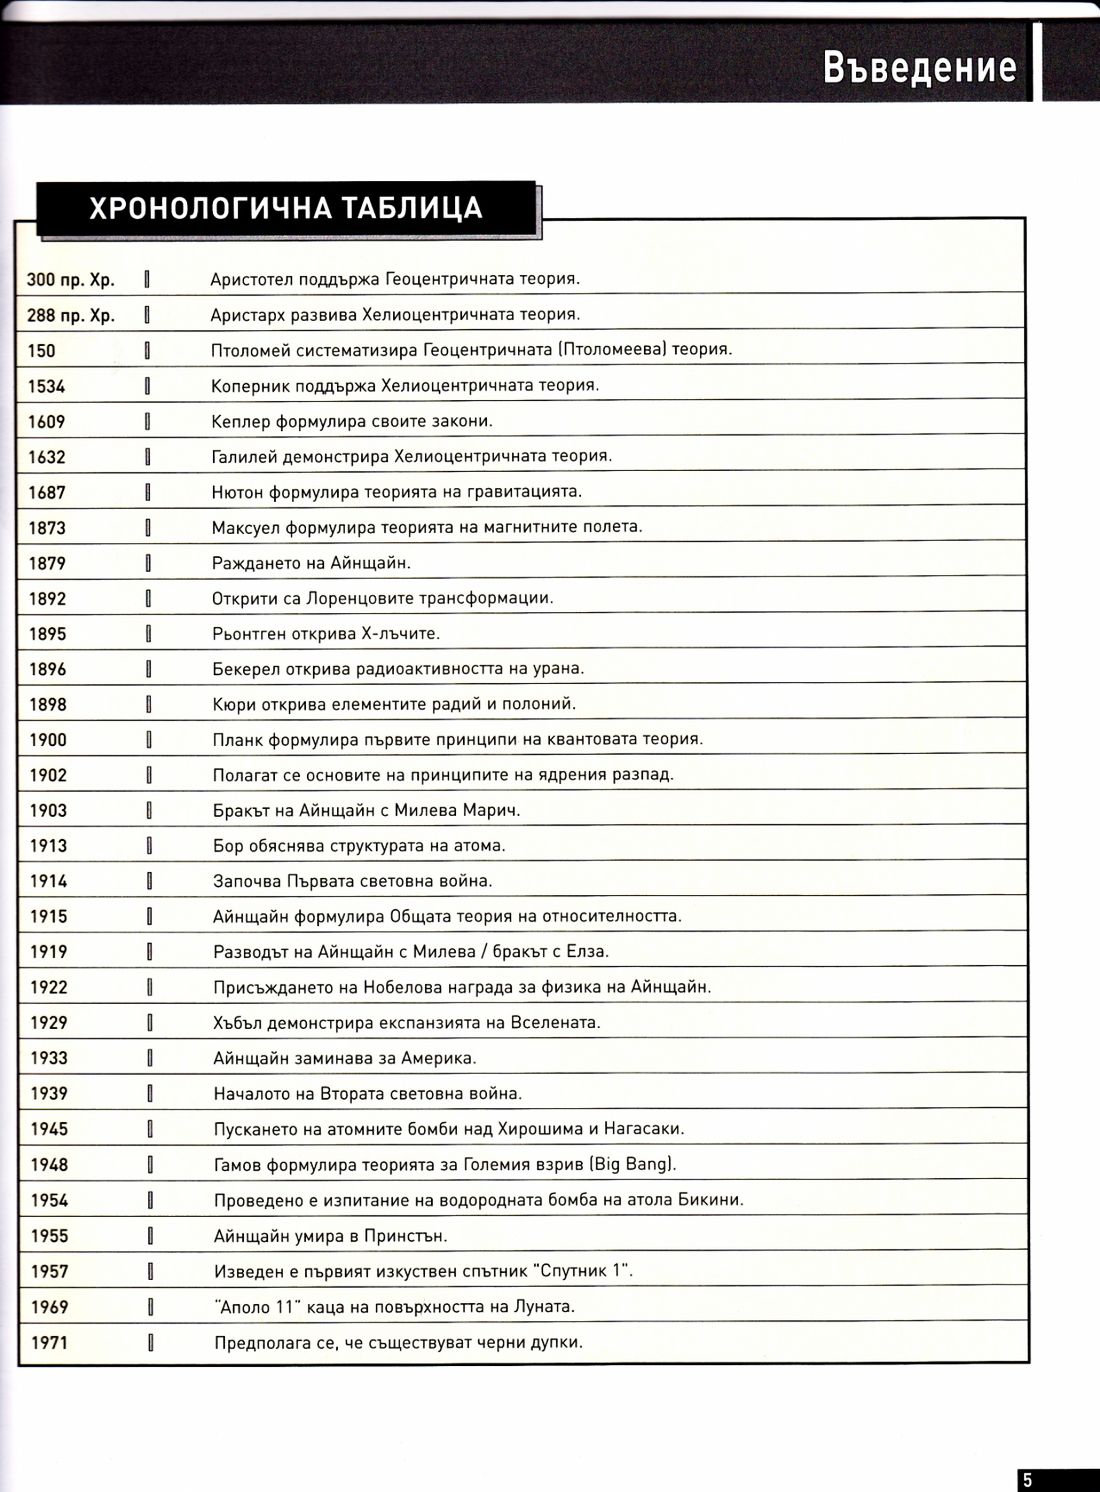 Въведение
ХРОНОЛОГИЧНА ТАБЛИЦА
300 пр. Хр. Аристотел поддържа Геоцентричната теория.
288 пр. Хр. Аристарх развива Хелиоцентричната теория.
150 Птоломей систематизира Геоцентричната (Птоломеева) теория.
1534 Коперник поддържа Хелиоцентричната теория.
1609 Кеплер формулира своите закони.
1632 Галилей демонстрира Хелиоцентричната теория.
1687 Нютон формулира теорията на гравитацията.
1873 Максуел формулира теорията на магнитните полета.
1879 Раждането на Айнщайн.
1892 Открити са Лоренцовите трансформации.
1895 Рьонтген открива Х-лъчите.
1896 Бекерел открива радиоактивността на урана.
1898 Кюри открива елементите радий и полоний.
1900 Планк формулира първите принципи на квантовата теория.
1902 Полагат се основите на принципите на ядрения разпад.
1903 Бракът на Айнщайн с Милева Марич.
1913 Бор обяснява структурата на атома.
1914 Започва Първата световна война.
1915 Айнщайн формулира Общата теория на относителността.
1919 Разводът на Айнщайн с Милева / бракът с Елза.
1922 Присъждането на Нобелова награда за физика на Айнщайн.
1929 Хъбъл демонстрира експанзията на Вселената.
1933 Айнщайн заминава за Америка.
1939 Началото на Втората световна война.
1945 Пускането на атомните бомби над Хирошима и Нагасаки.
1948 Гамов формулира теорията за Големия взрив (Big Bang).
1954 Проведено е изпитание на водородната бомба на атола Бикини.
1955 Айнщайн умира в Принстън.
1957 Изведен е първият изкуствен спътник "Спутник 1".
1969 "Аполо 11" каца на повърхността на Луната.
1971 Предполага се, че съществуват черни дупки.
5